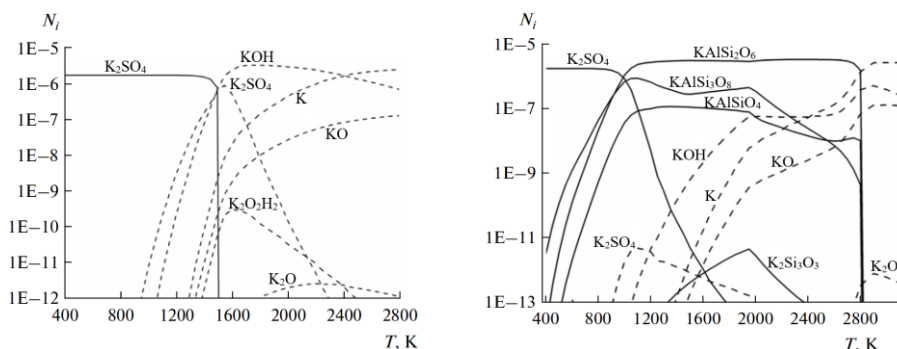 N_i
1E−5
1E−6
1E−7
1E−8
1E−9
1E−10
1E−11
1E−12
400 1200 1600 2000 2400 2800
T, K
K₂SO₄
KOH
K₂SO₄
K
KO
K₂O₂H₂
K₂O
N_i
1E−5
1E−7
1E−9
1E−11
1E−13
400 800 1200 1600 2000 2400 2800
T, K
K₂SO₄
KAlSi₂O₆
KAlSi₃O₈
KAlSiO₄
KOH
K
KO
K₂SO₄
K₂Si₃O₃
K₂O